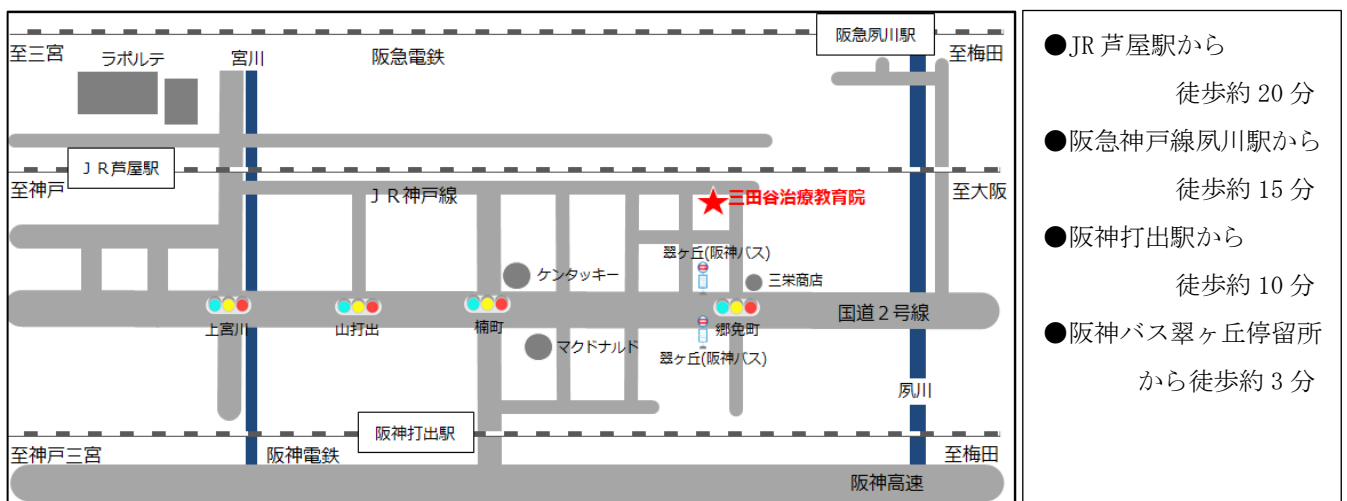 阪急夙川駅
至三宮
ラポルテ
宮川
阪急電鉄
至梅田
JR芦屋駅
至神戸
JR神戸線
三田谷治療教育院
至大阪
翠ヶ丘(阪神バス)
ケンタッキー
三栄商店
国道2号線
上宮川
山打出
楠町
郷免町
マクドナルド
翠ヶ丘(阪神バス)
夙川
阪神打出駅
至神戸三宮
阪神電鉄
至梅田
阪神高速
●JR芦屋駅から
徒歩約20分
●阪急神戸線夙川駅から
徒歩約15分
●阪神打出駅から
徒歩約10分
●阪神バス翠ヶ丘停留所
から徒歩約3分